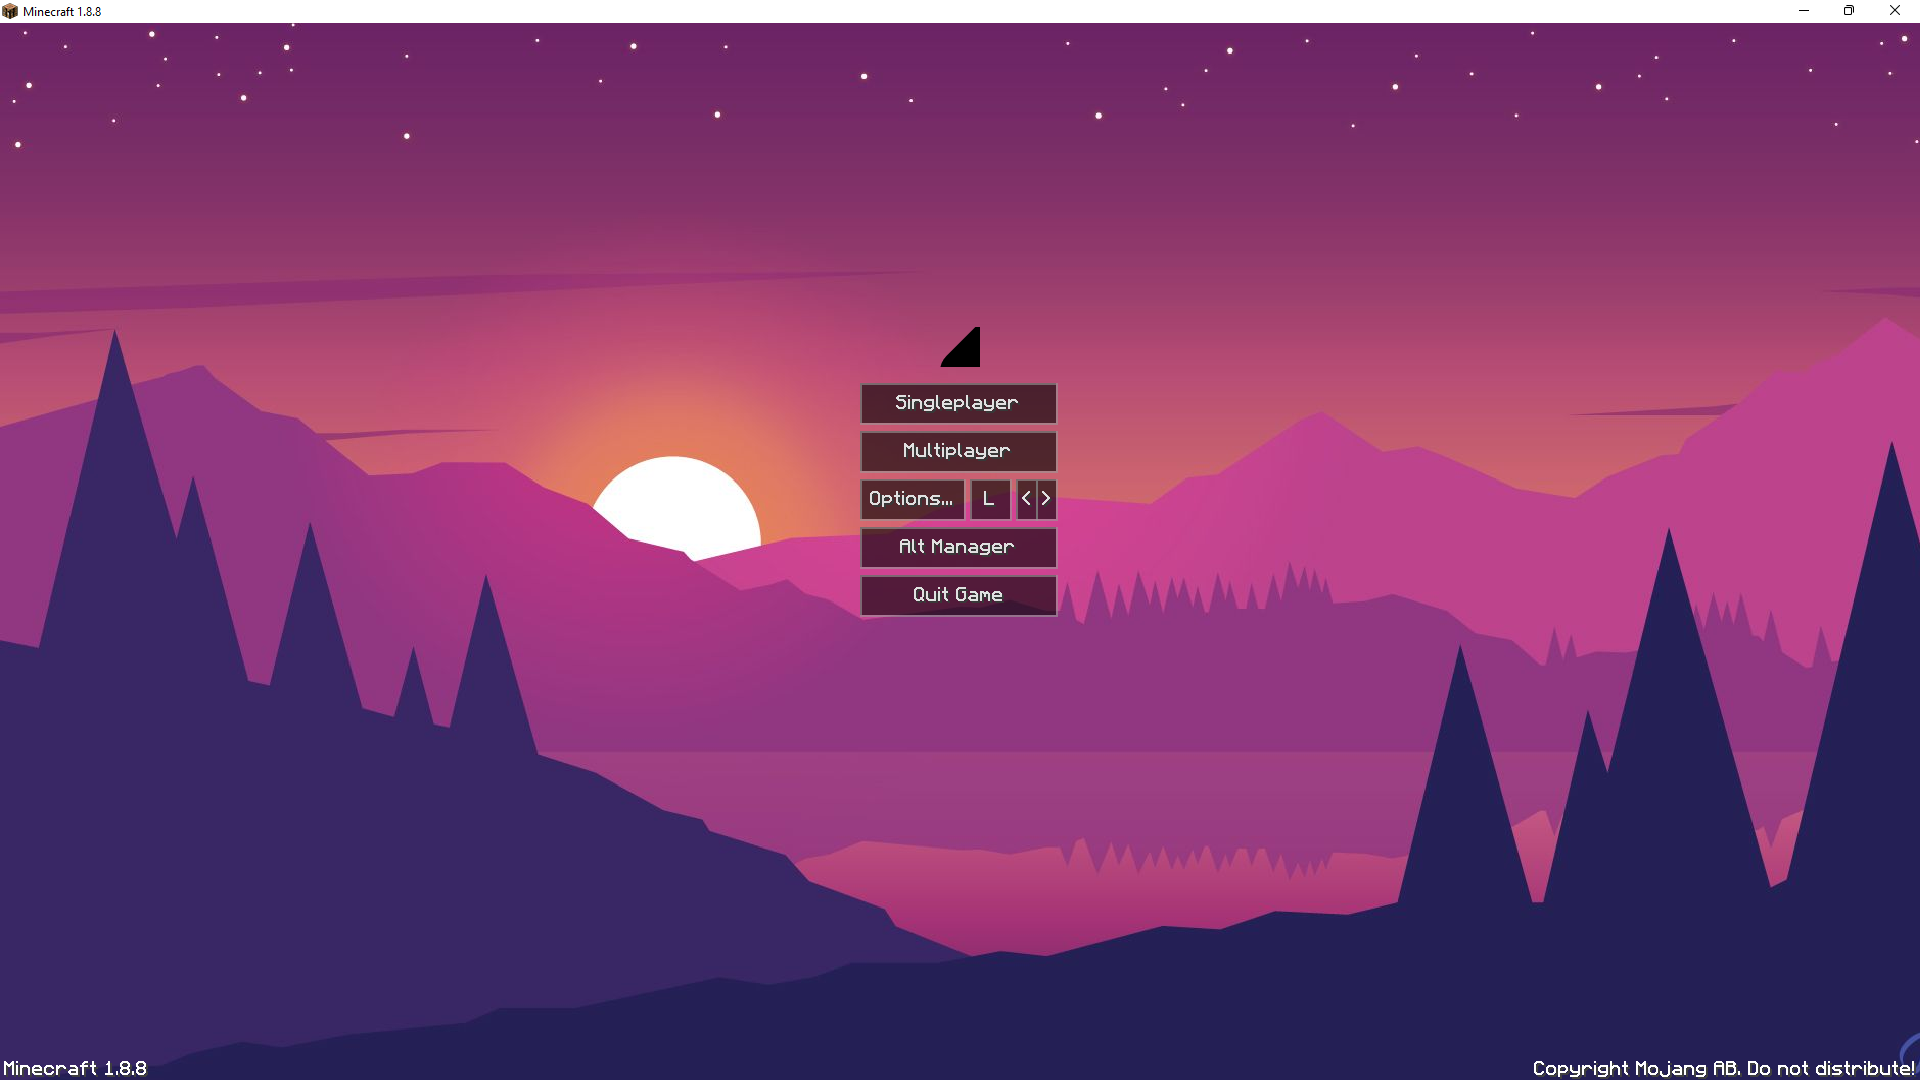 Minecraft 1.8.8
Singleplayer
Multiplayer
Options... L < >
Alt Manager
Quit Game
Minecraft 1.8.8
Copyright Mojang AB. Do not distribute!